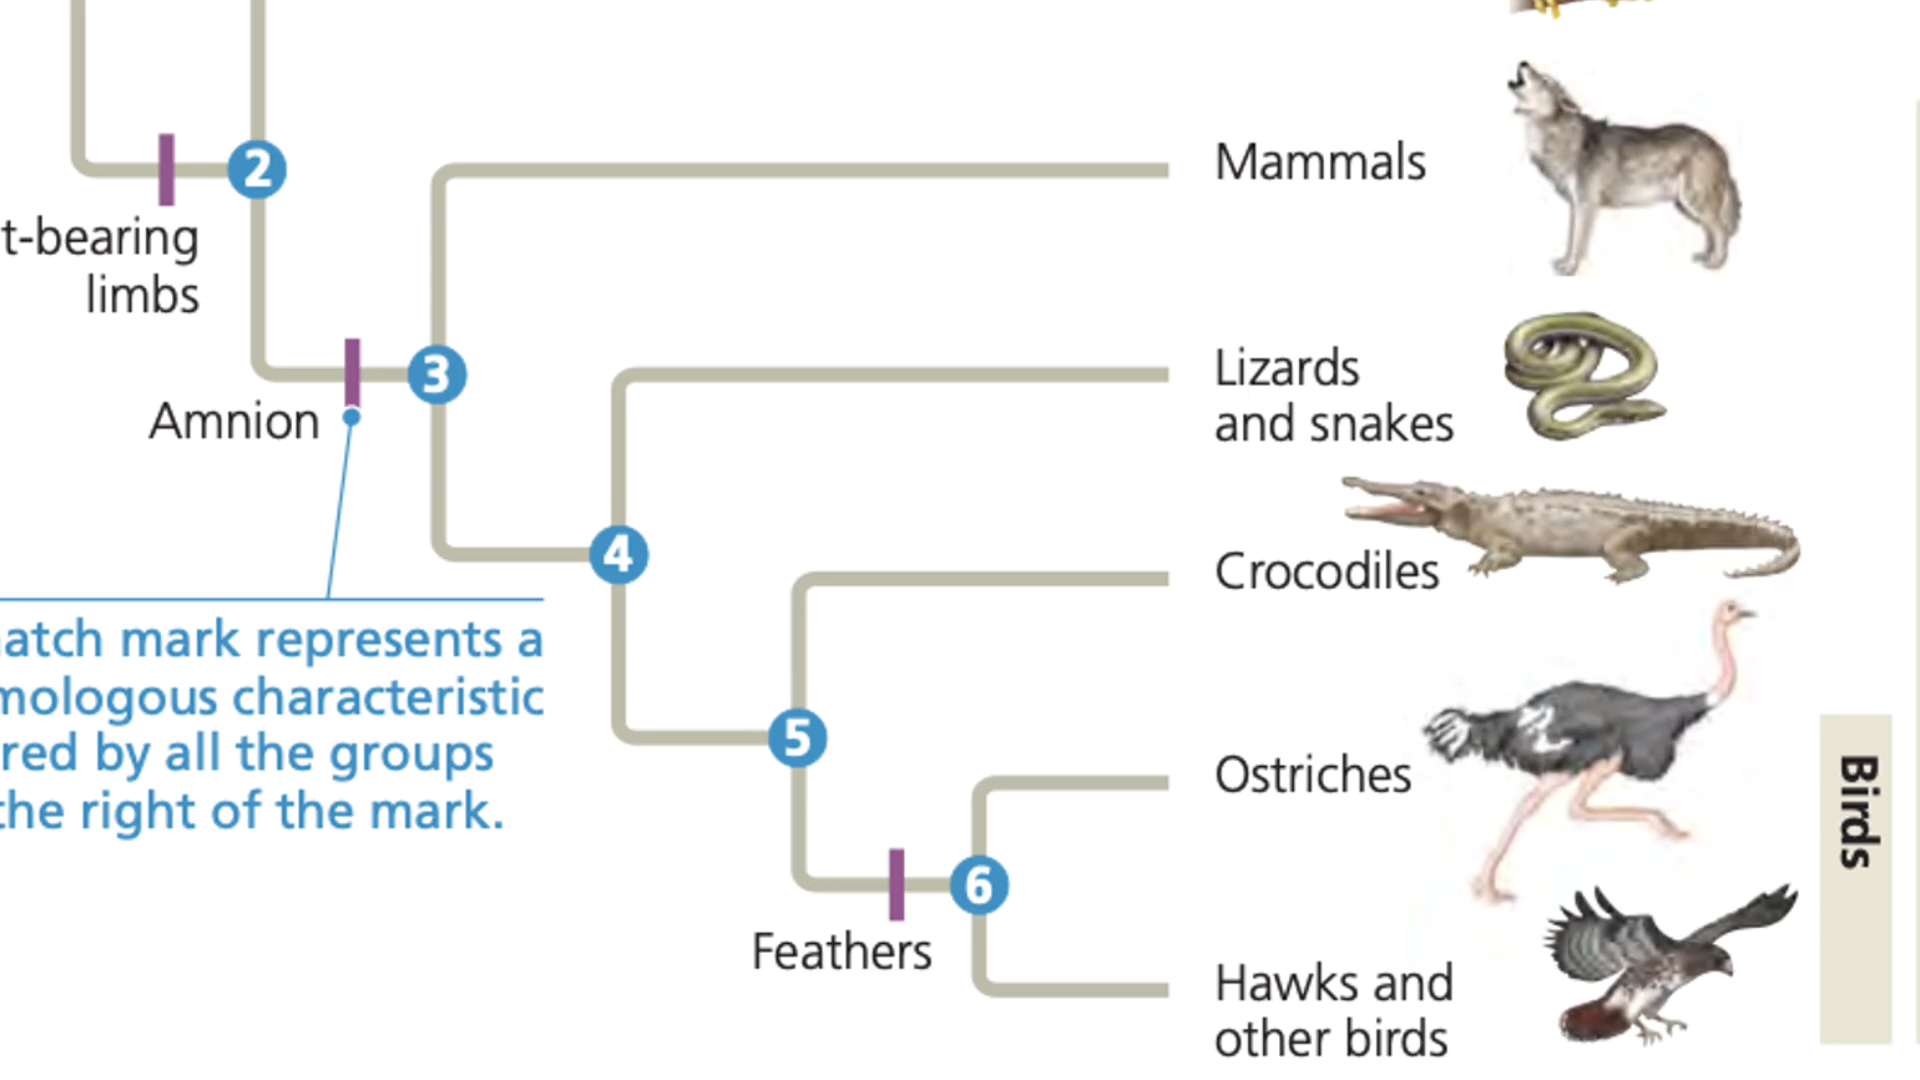 Mammals
2
t-bearing
limbs
Lizards
and snakes
3
Amnion
Crocodiles
4
atch mark represents a
mologous characteristic
red by all the groups
the right of the mark.
5
Ostriches
Birds
6
Feathers
Hawks and
other birds